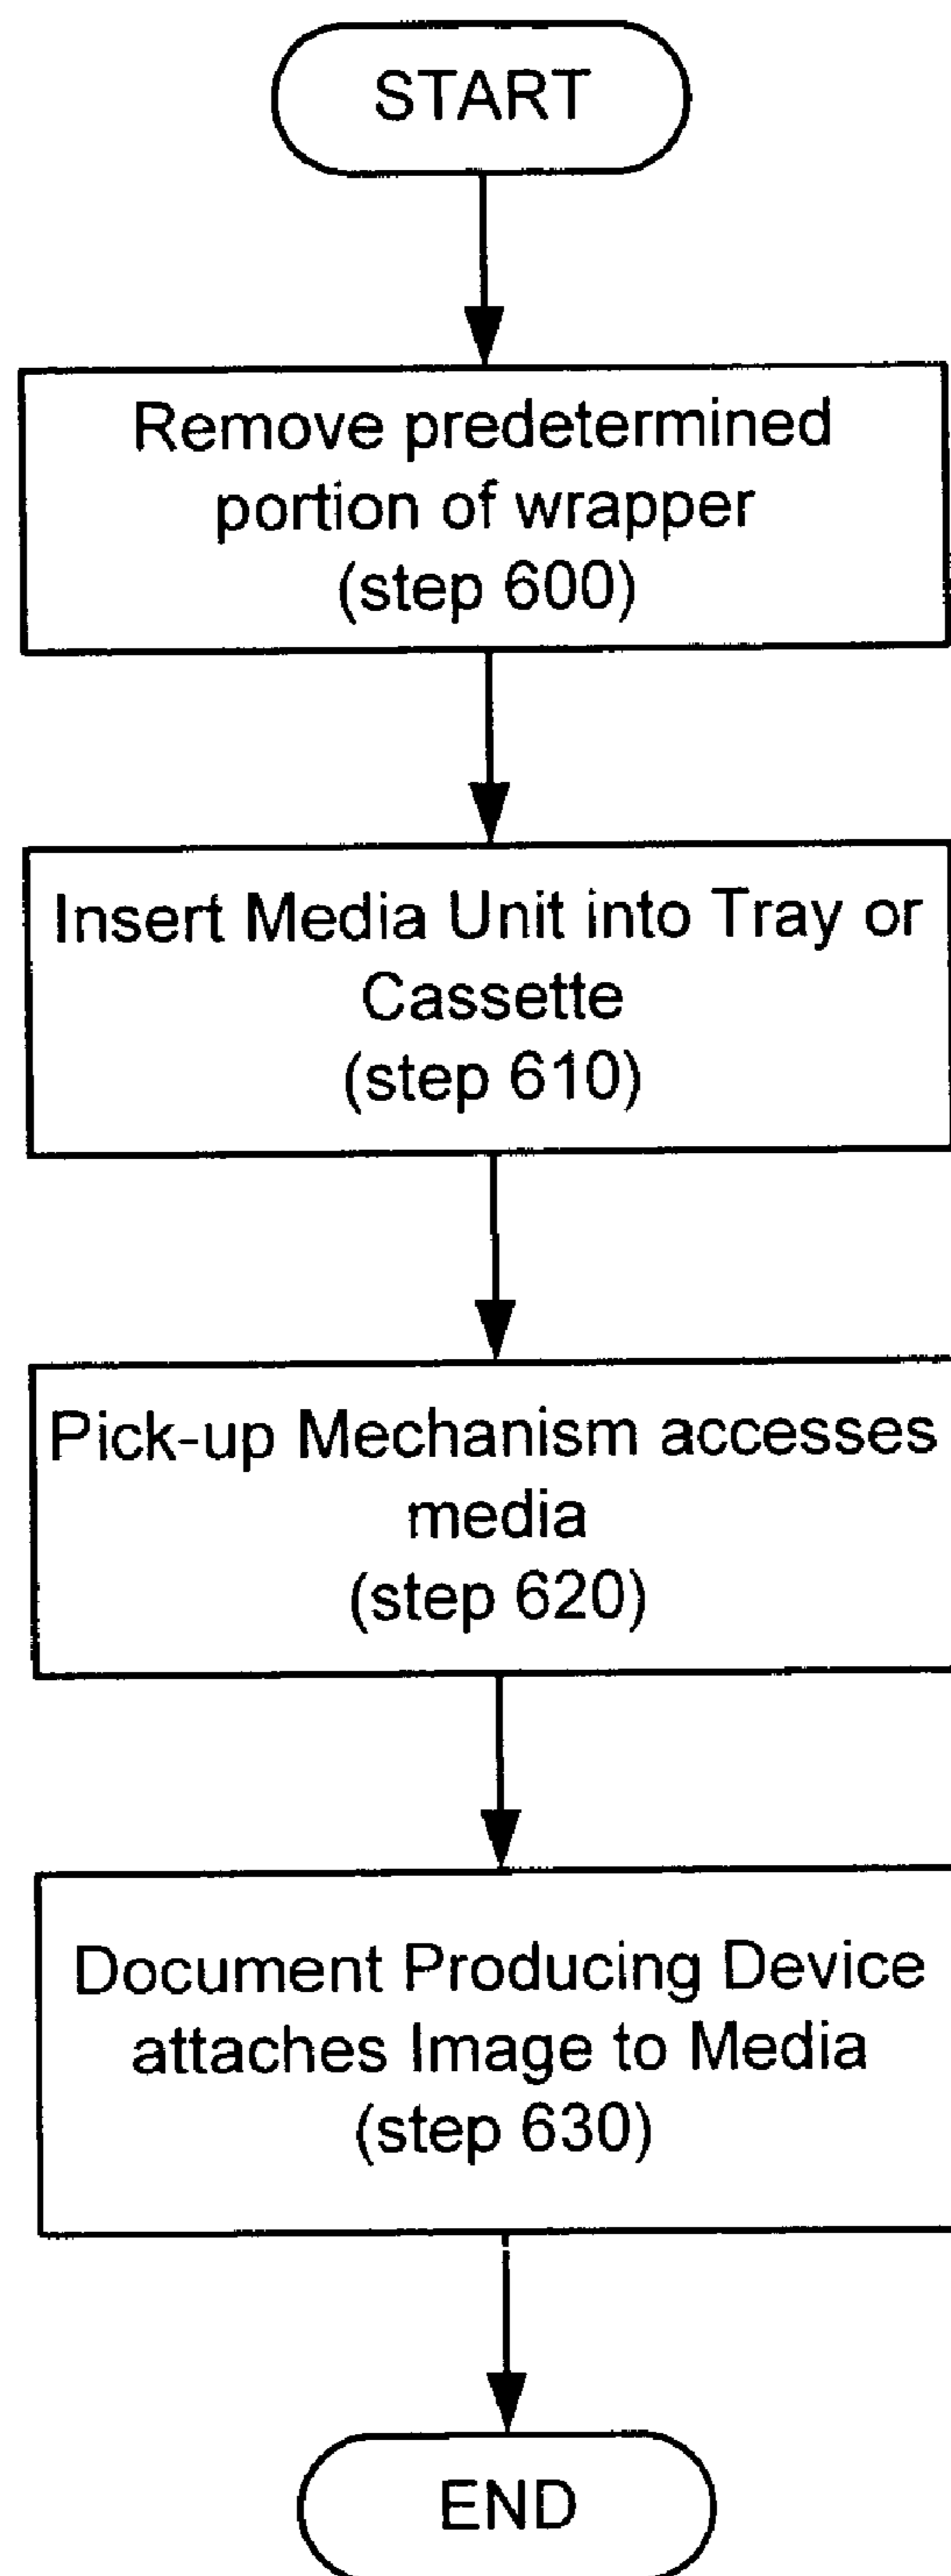 START
Remove predetermined
portion of wrapper
(step 600)
Insert Media Unit into Tray or
Cassette
(step 610)
Pick-up Mechanism accesses
media
(step 620)
Document Producing Device
attaches Image to Media
(step 630)
END